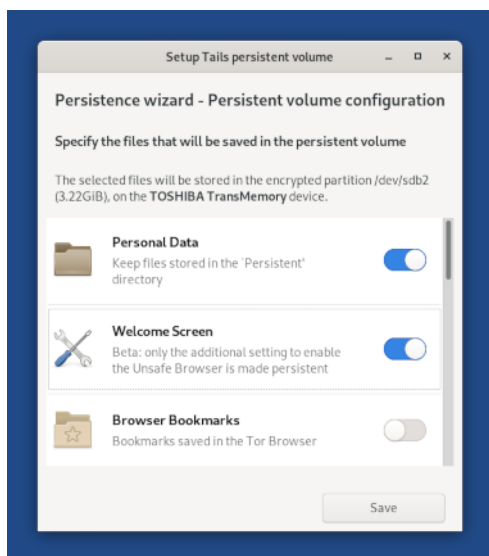 Setup Tails persistent volume
Persistence wizard - Persistent volume configuration
Specify the files that will be saved in the persistent volume
The selected files will be stored in the encrypted partition /dev/sdb2
(3.22GiB), on the TOSHIBA TransMemory device.
Personal Data
Keep files stored in the `Persistent'
directory
Welcome Screen
Beta: only the additional setting to enable
the Unsafe Browser is made persistent
Browser Bookmarks
Bookmarks saved in the Tor Browser
Save